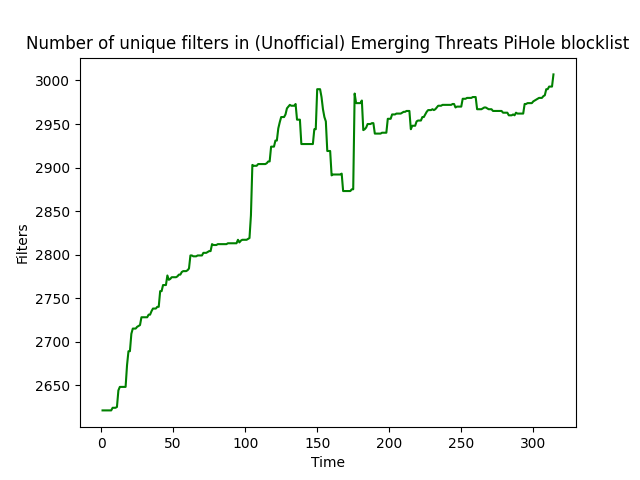 Number of unique filters in (Unofficial) Emerging Threats PiHole blocklist
3000
2950
2900
2850
2800
2750
2700
2650
Filters
0 50 100 150 200 250 300
Time